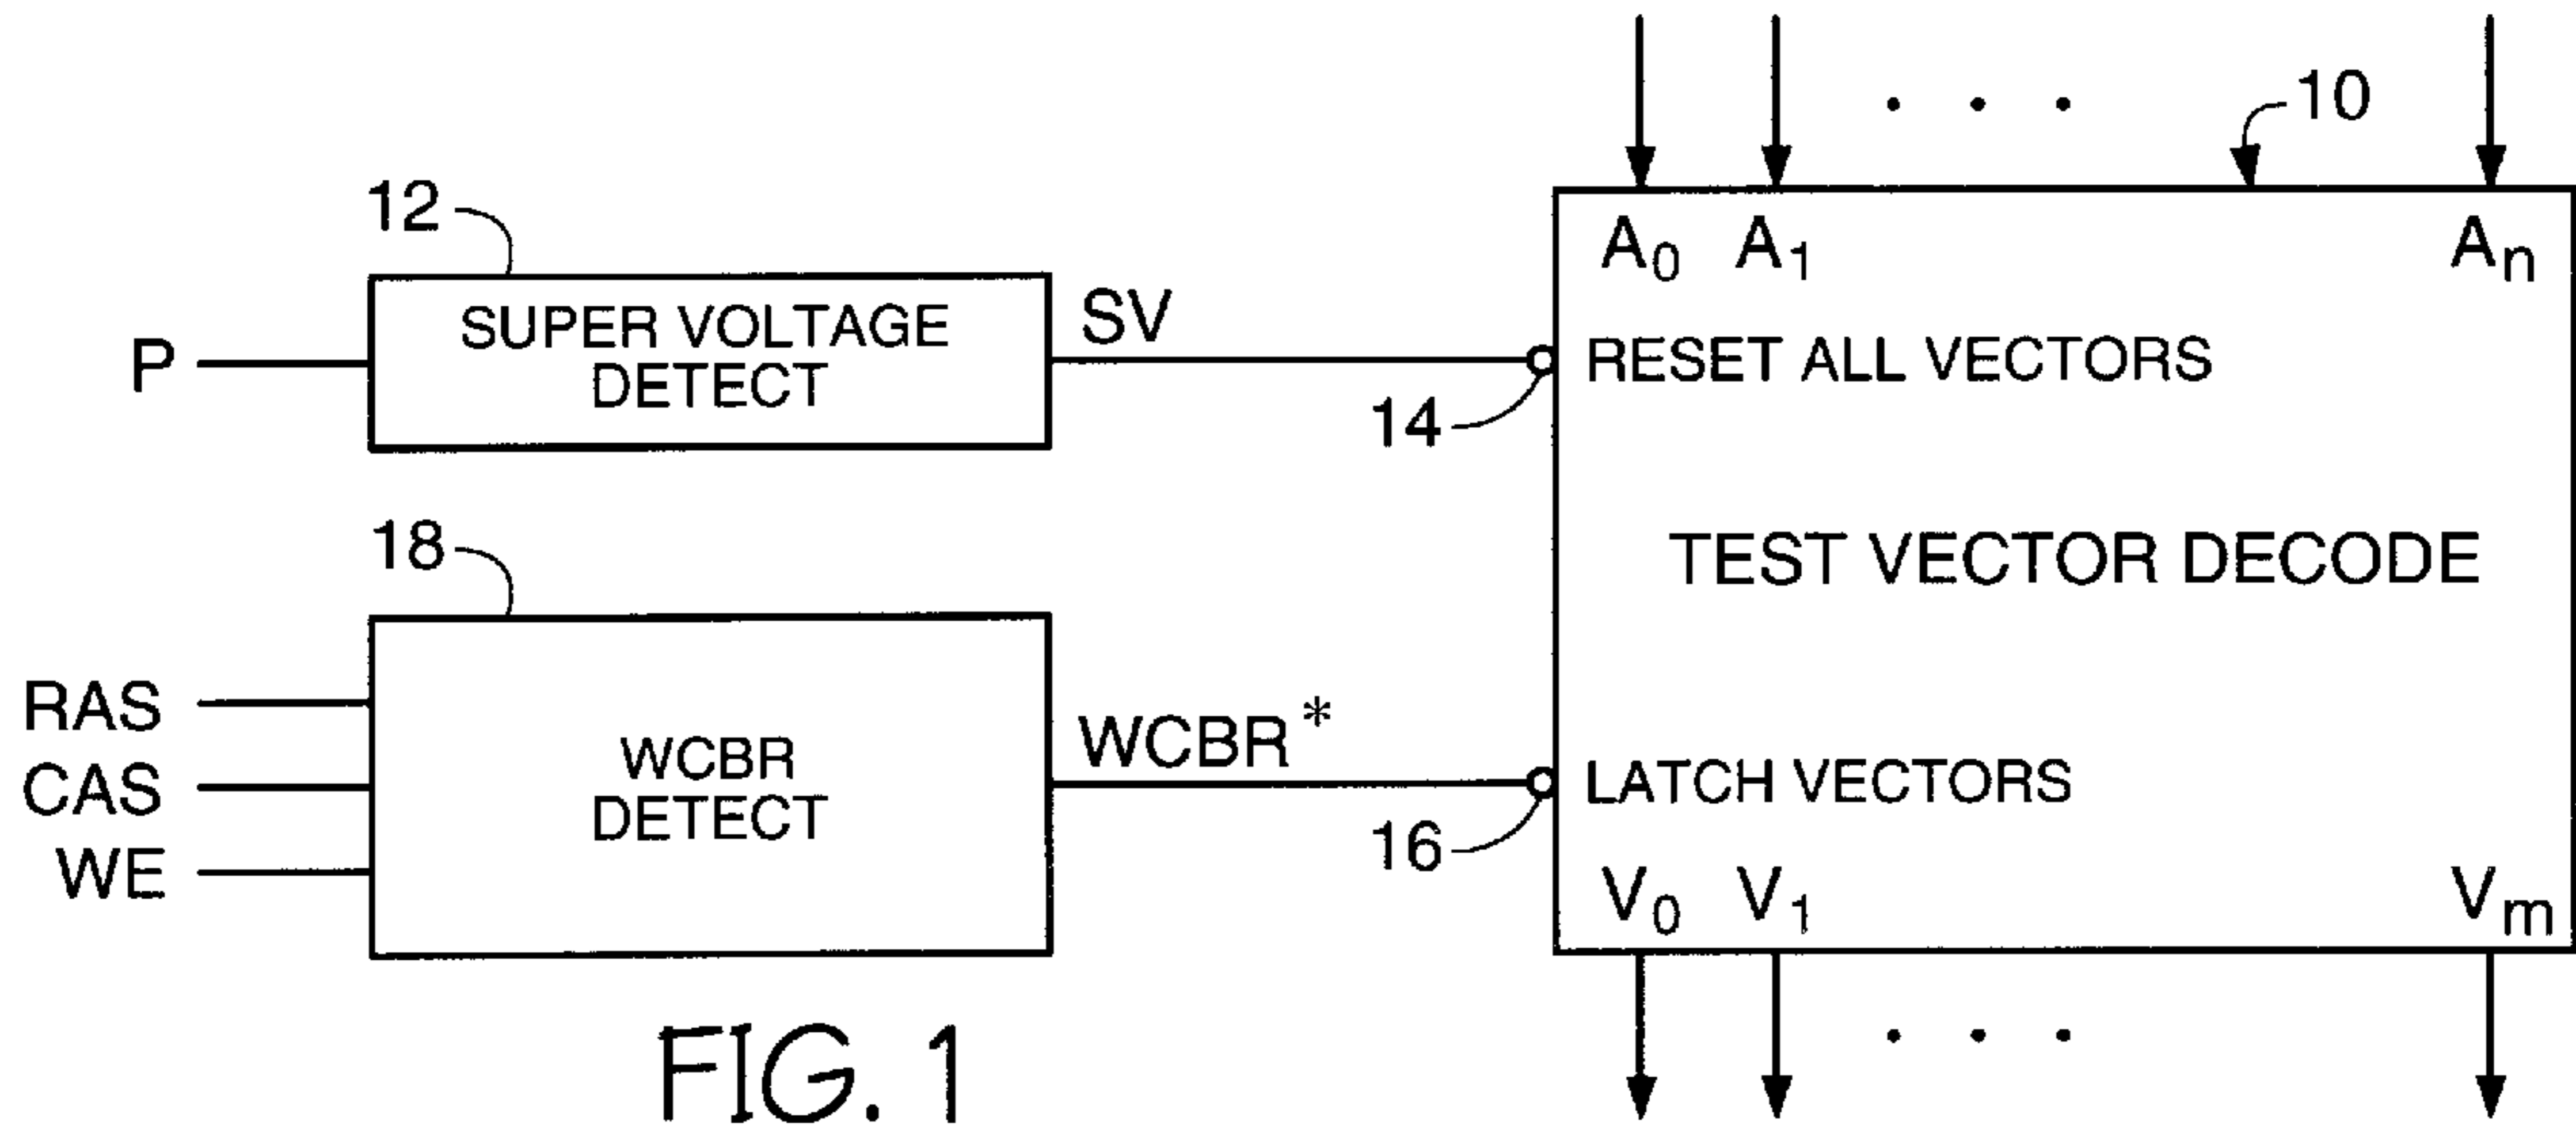 10
A0 A1 An
12
SUPER VOLTAGE
DETECT
P
SV
RESET ALL VECTORS
14
TEST VECTOR DECODE
18
RAS
CAS
WE
WCBR
DETECT
WCBR*
LATCH VECTORS
16
V0 V1 Vm
FIG. 1